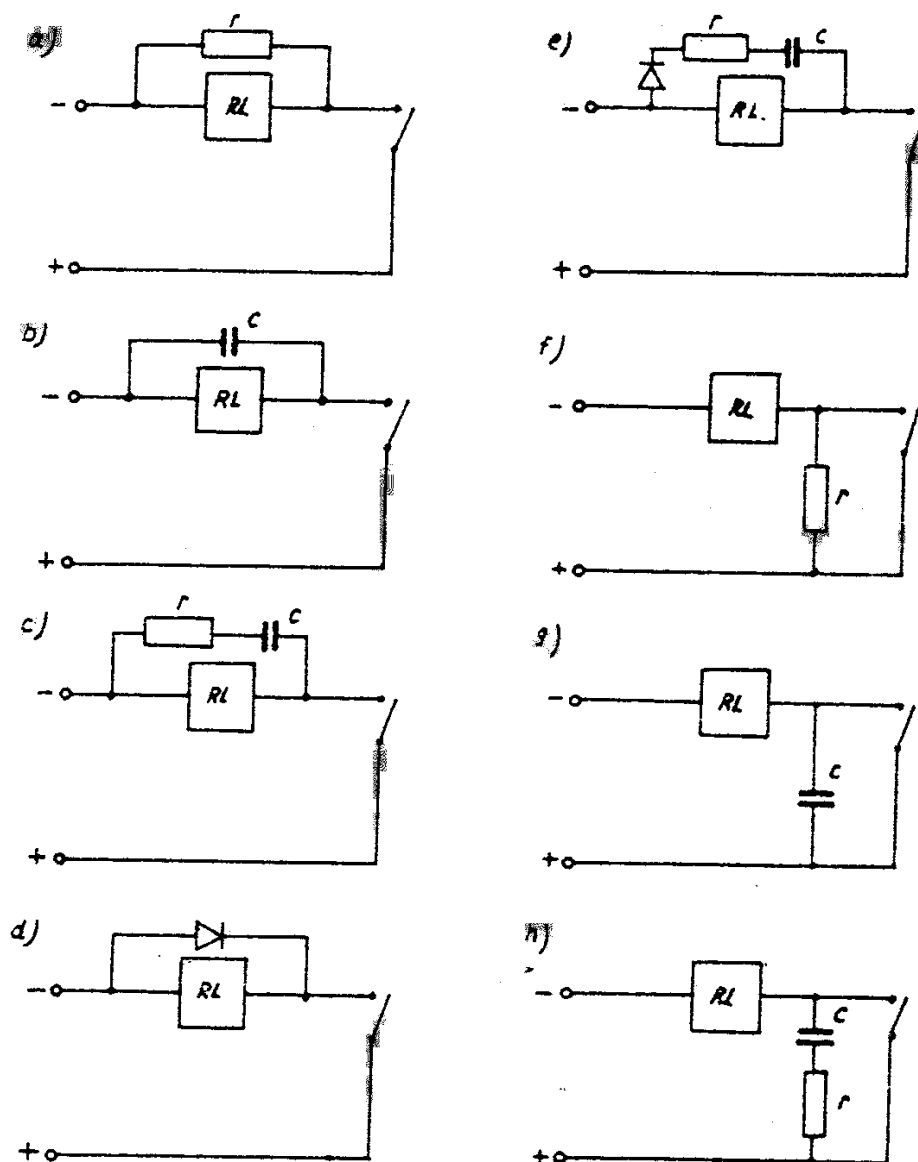 a)
r
RL
-
+
b)
C
RL
-
+
c)
r
C
RL
-
+
d)
RL
-
+
e)
r
C
RL.
-
+
f)
RL
-
r
+
g)
RL
-
C
+
h)
RL
-
C
r
+